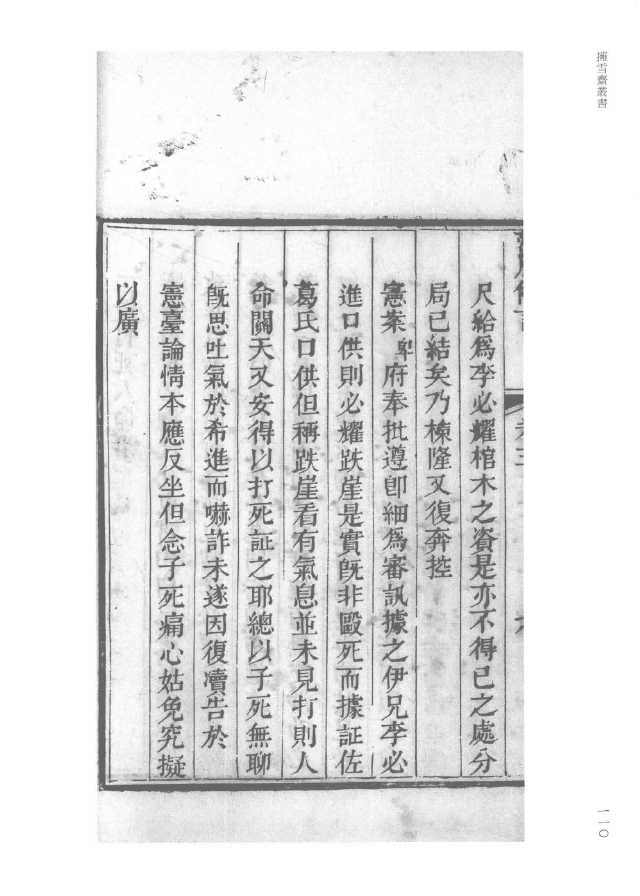 擁雪齋叢書
尺給為李必耀棺木之資是亦不得已之處分
局已結矣乃棟隆又復奔控
憲案卑府奉批遵即細為審訊據之伊兄李必
進口供則必耀跌崖是實既非毆死而據証佐
葛氏口供但稱跌崖看有氣息並未見打則人
命關天又安得以打死証之耶總以子死無聊
既思吐氣於希進而嚇詐未遂因復凟告於
憲臺論情本應反坐但念子死痛心姑免究擬
以廣
一一〇